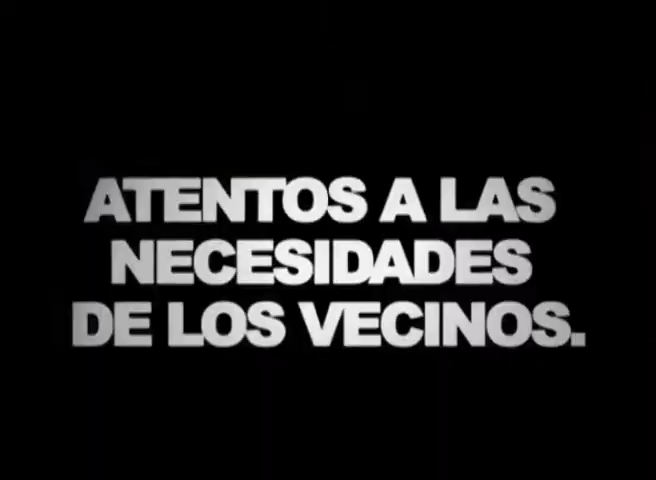 ATENTOS A LAS
NECESIDADES
DE LOS VECINOS.